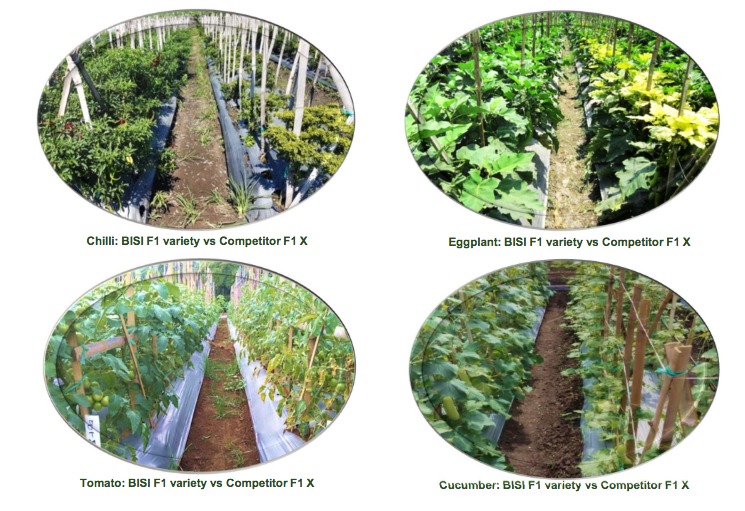 Chilli: BISI F1 variety vs Competitor F1 X
Eggplant: BISI F1 variety vs Competitor F1 X
Tomato: BISI F1 variety vs Competitor F1 X
Cucumber: BISI F1 variety vs Competitor F1 X